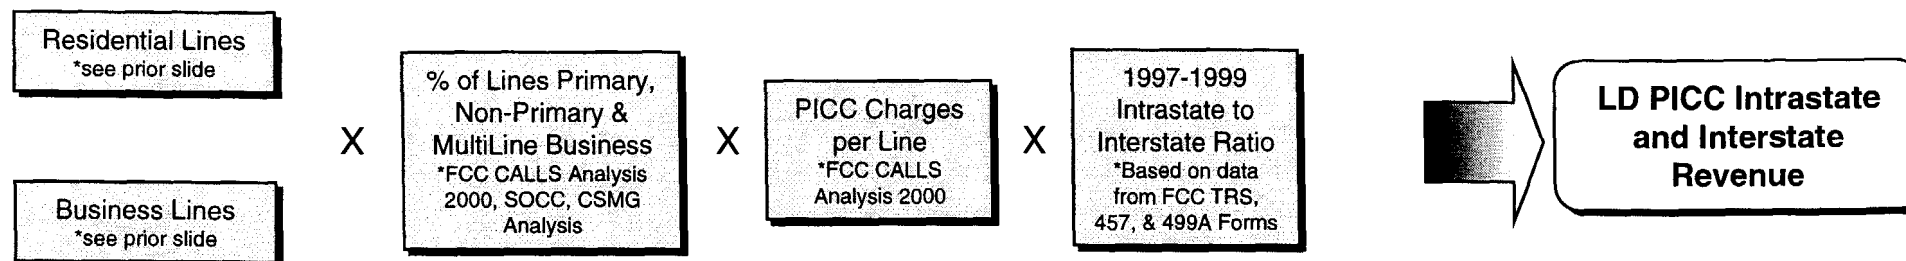 Residential Lines
*see prior slide
Business Lines
*see prior slide
X
% of Lines Primary,
Non-Primary &
MultiLine Business
*FCC CALLS Analysis
2000, SOCC, CSMG
Analysis
X
PICC Charges
per Line
*FCC CALLS
Analysis 2000
X
1997-1999
Intrastate to
Interstate Ratio
*Based on data
from FCC TRS,
457, & 499A Forms
LD PICC Intrastate
and Interstate
Revenue